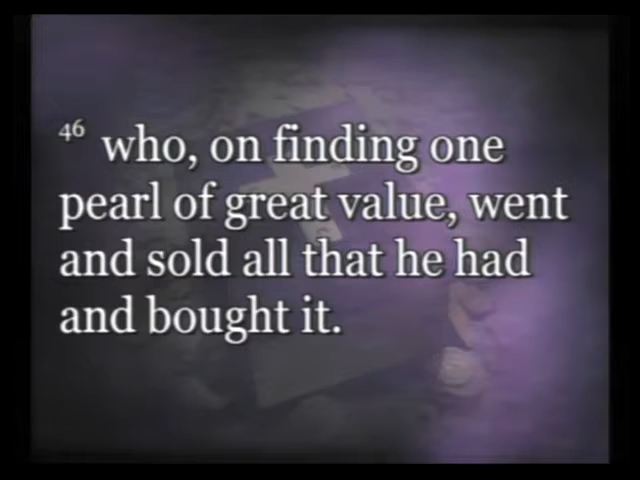 46 who, on finding one
pearl of great value, went
and sold all that he had
and bought it.